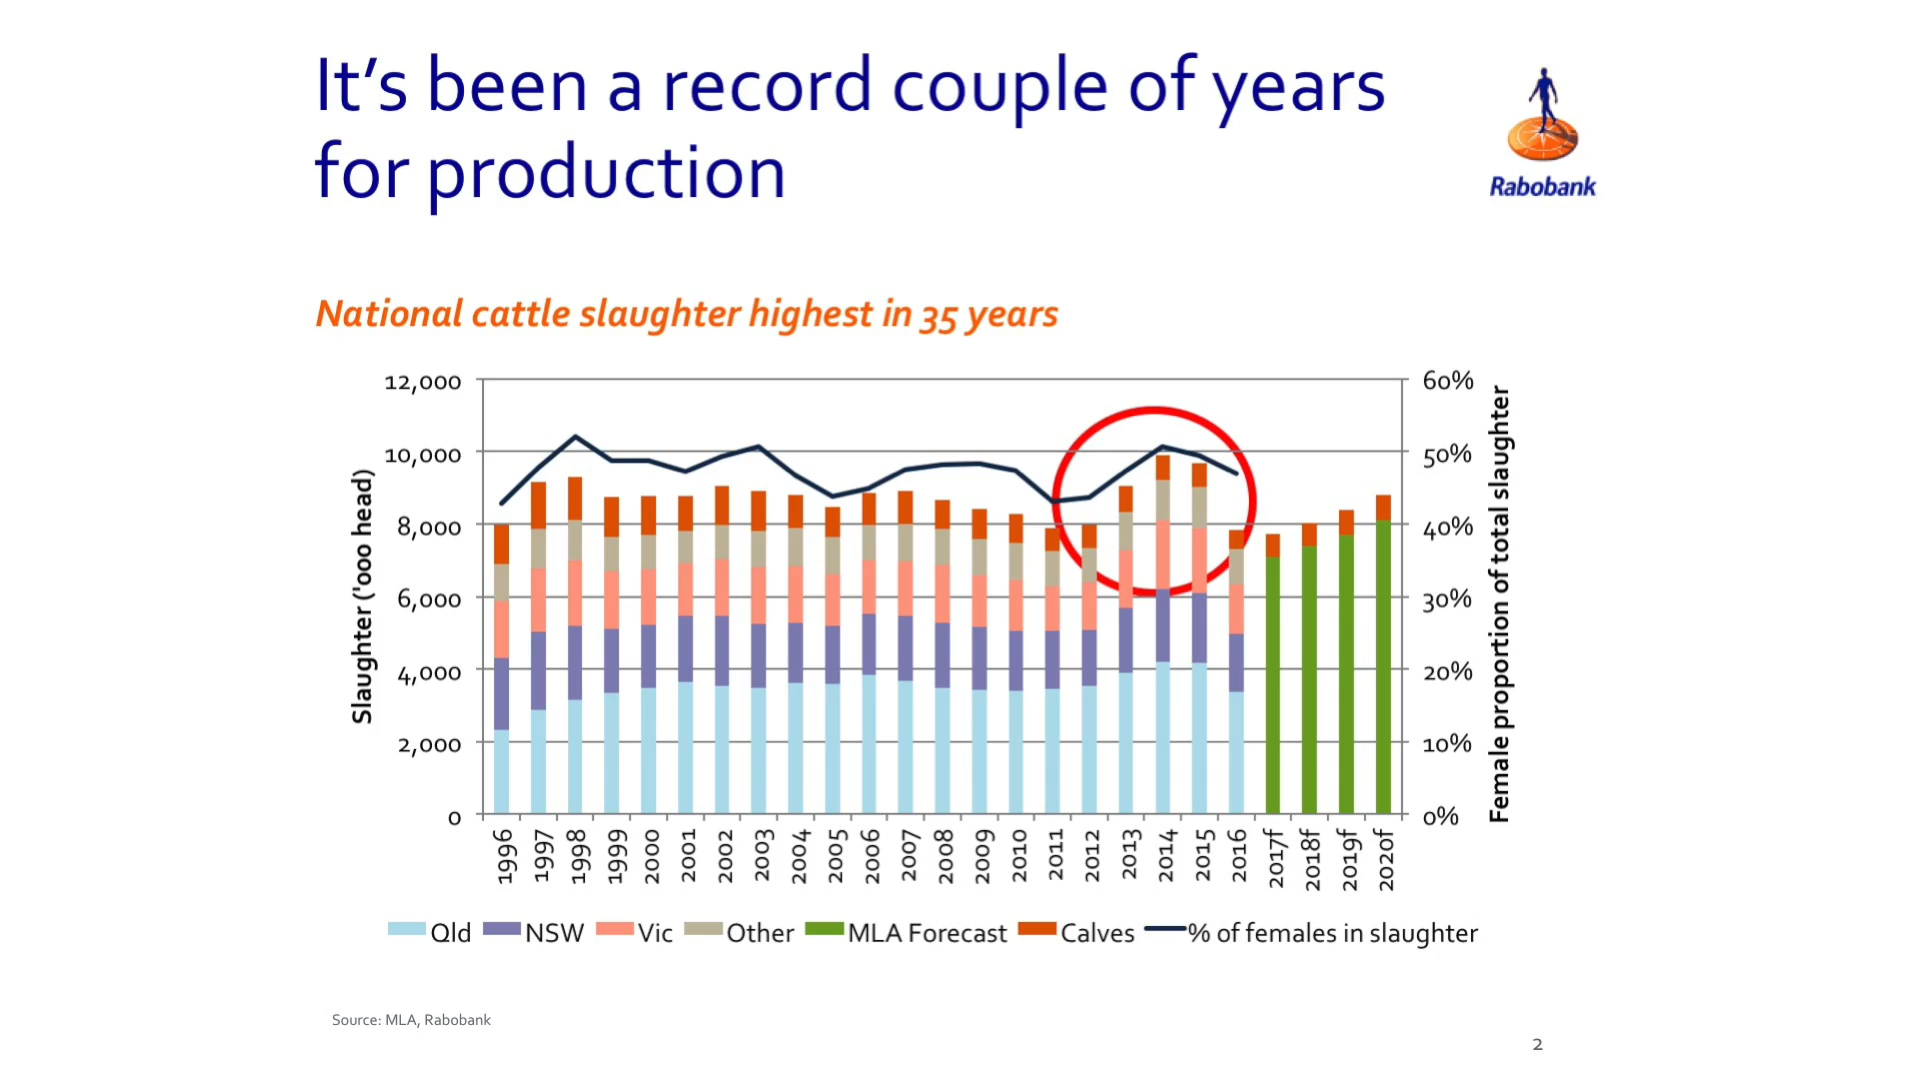 It's been a record couple of years
for production
Rabobank
National cattle slaughter highest in 35 years
Slaughter ('000 head)
12,000
10,000
8,000
6,000
4,000
2,000
0
60%
50%
40%
30%
20%
10%
0%
Female proportion of total slaughter
1996 1997 1998 1999 2000 2001 2002 2003 2004 2005 2006 2007 2008 2009 2010 2011 2012 2013 2014 2015 2016 2017f 2018f 2019f 2020f
Qld NSW Vic Other MLA Forecast Calves % of females in slaughter
Source: MLA, Rabobank
2